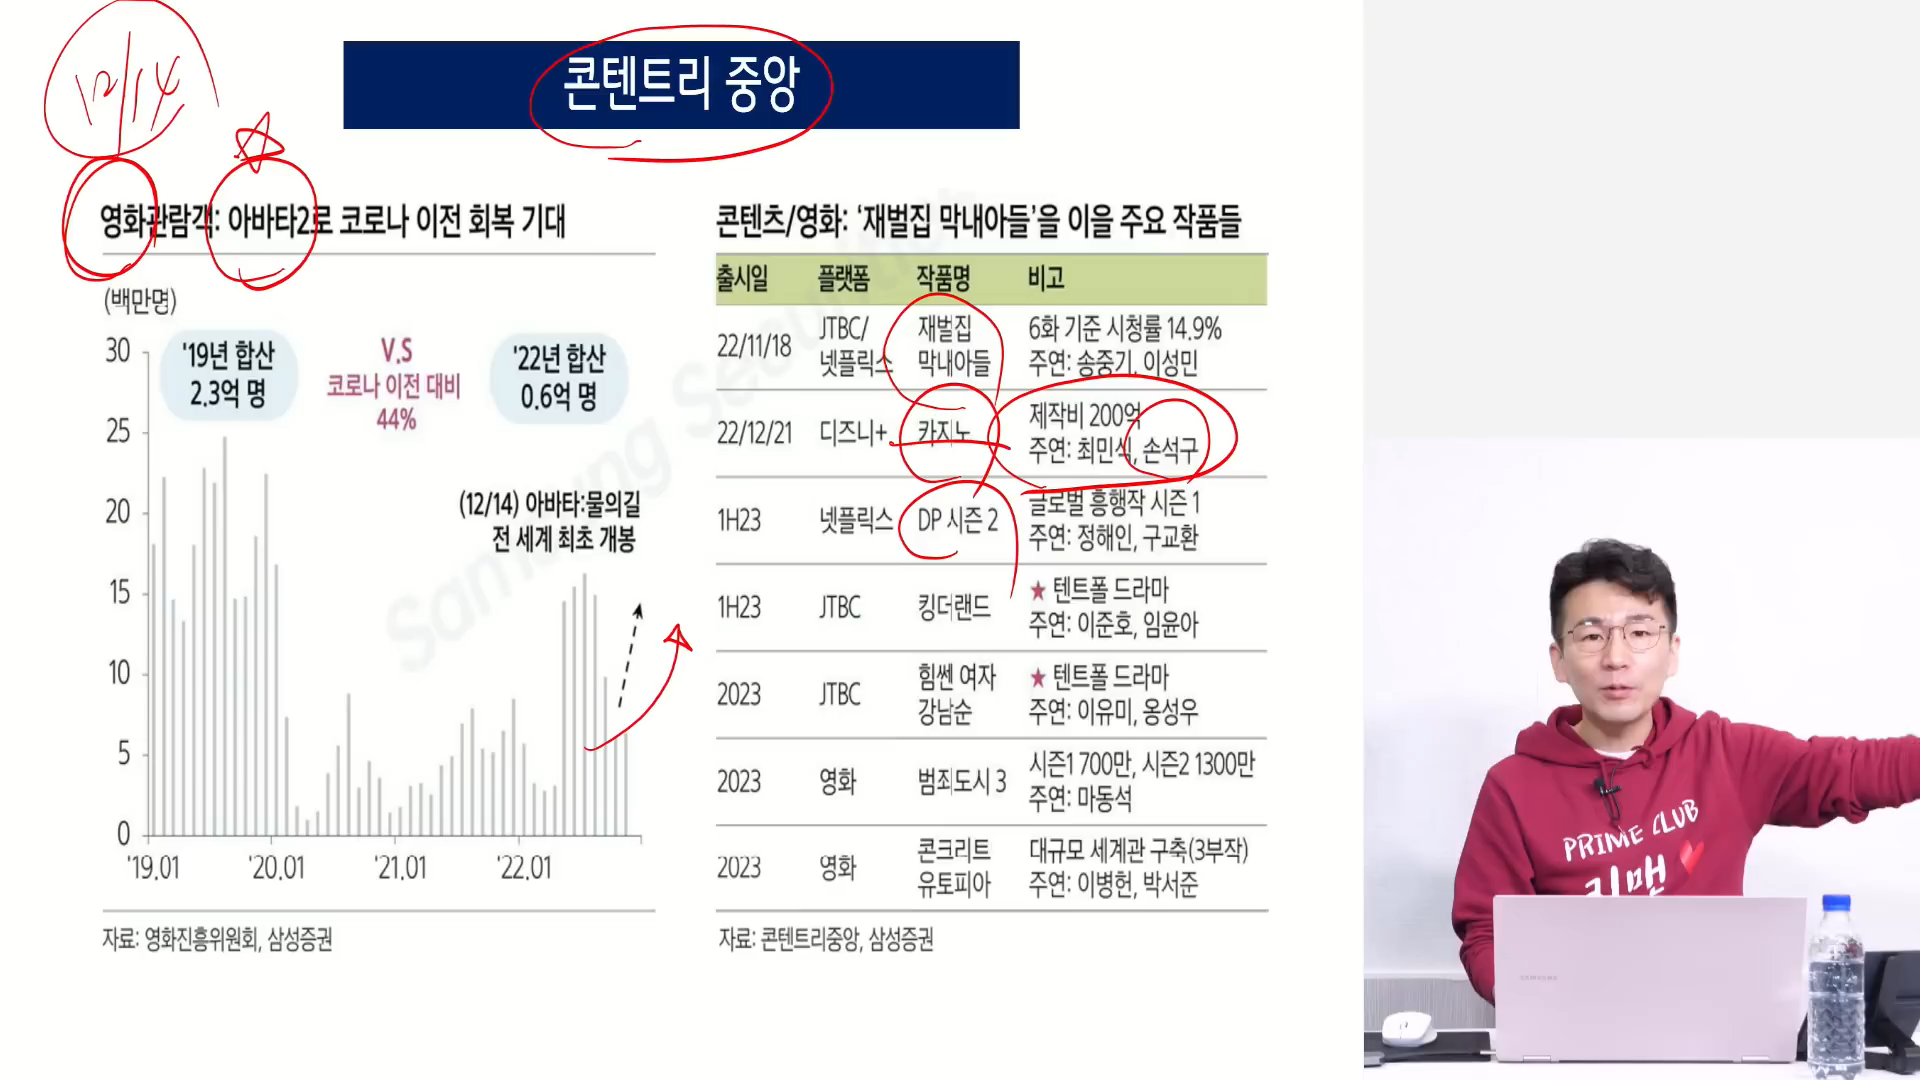 12/14
콘텐트리 중앙
영화관람객: 아바타2로 코로나 이전 회복 기대
(백만명)
30
25
20
15
10
5
0
'19년 합산
2.3억 명
V.S
코로나 이전 대비
44%
'22년 합산
0.6억 명
(12/14) 아바타:물의길
전 세계 최초 개봉
'19.01 '20.01 '21.01 '22.01
자료: 영화진흥위원회, 삼성증권
콘텐츠/영화: ‘재벌집 막내아들’을 이을 주요 작품들
출시일 플랫폼 작품명 비고
22/11/18 JTBC/넷플릭스 재벌집 막내아들 6화 기준 시청률 14.9%
주연: 송중기, 이성민
22/12/21 디즈니+ 카지노 제작비 200억
주연: 최민식, 손석구
1H23 넷플릭스 DP 시즌 2 글로벌 흥행작 시즌 1
주연: 정해인, 구교환
1H23 JTBC 킹더랜드 ★ 텐트폴 드라마
주연: 이준호, 임윤아
2023 JTBC 힘쎈 여자 강남순 ★ 텐트폴 드라마
주연: 이유미, 옹성우
2023 영화 범죄도시 3 시즌1 700만, 시즌2 1300만
주연: 마동석
2023 영화 콘크리트 유토피아 대규모 세계관 구축(3부작)
주연: 이병헌, 박서준
자료: 콘텐트리중앙, 삼성증권
Samsung Securities
PRIME CLUB
SAMSUNG